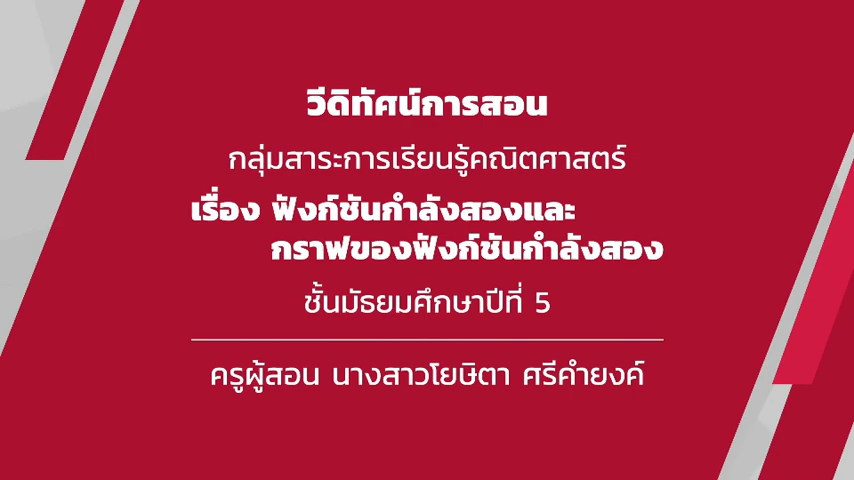 วีดิทัศน์การสอน
กลุ่มสาระการเรียนรู้คณิตศาสตร์
เรื่อง ฟังก์ชันกำลังสองและ
กราฟของฟังก์ชันกำลังสอง
ชั้นมัธยมศึกษาปีที่ 5
ครูผู้สอน นางสาวโยษิตา ศรีคำยงค์